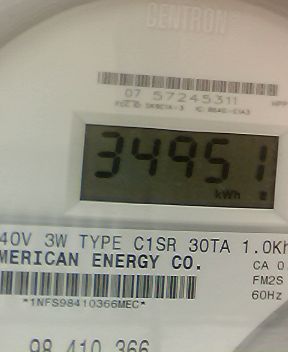 CENTRON
07 57245311
34951
kWh
40V 3W TYPE C1SR 30TA 1.0Kh
MERICAN ENERGY CO.
CA 0.
FM2S
60Hz
*1NFS98410366MEC*
98 410 366